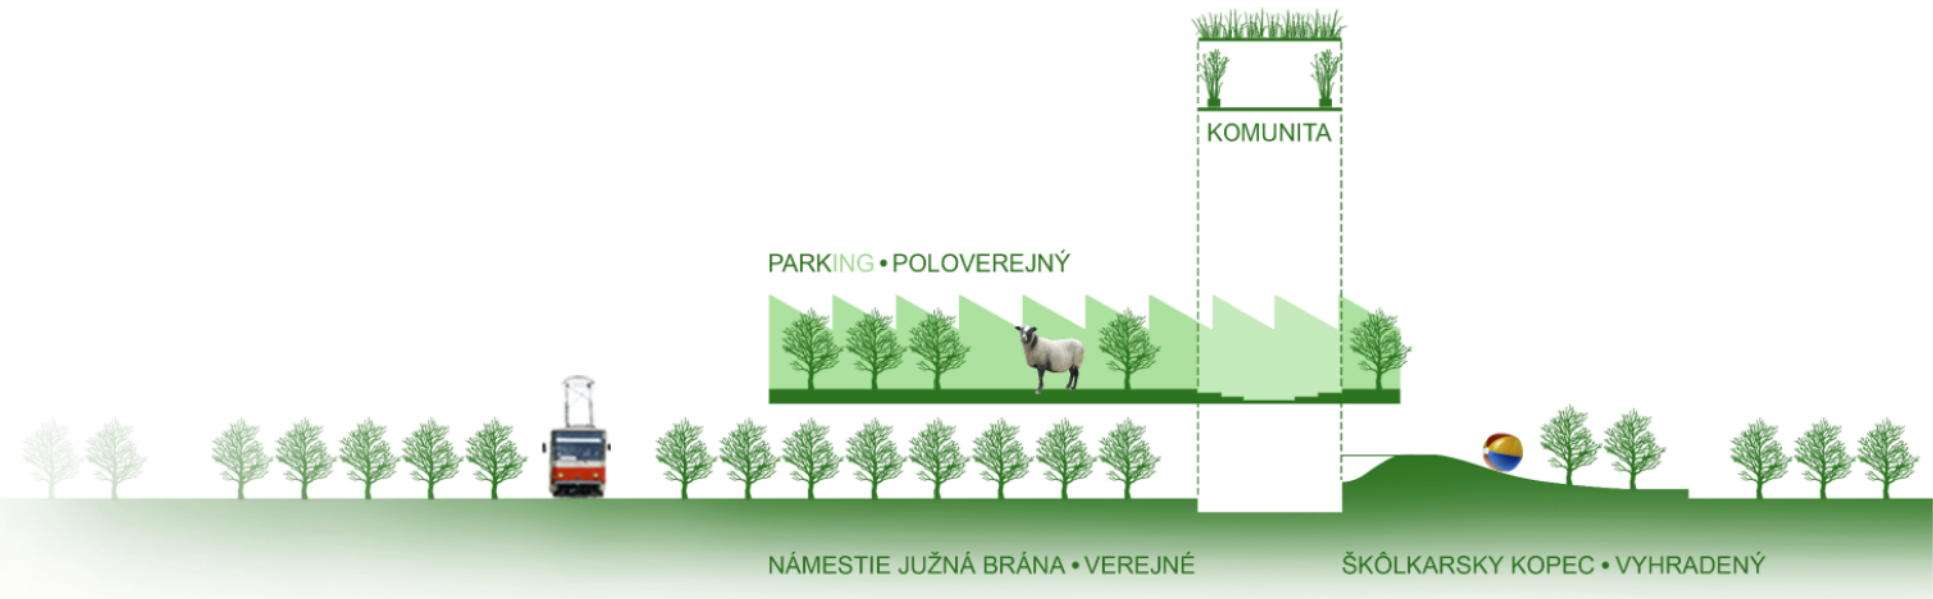 KOMUNITA
PARKING • POLOVEREJNÝ
NÁMESTIE JUŽNÁ BRÁNA • VEREJNÉ
ŠKÔLKARSKY KOPEC • VYHRADENÝ